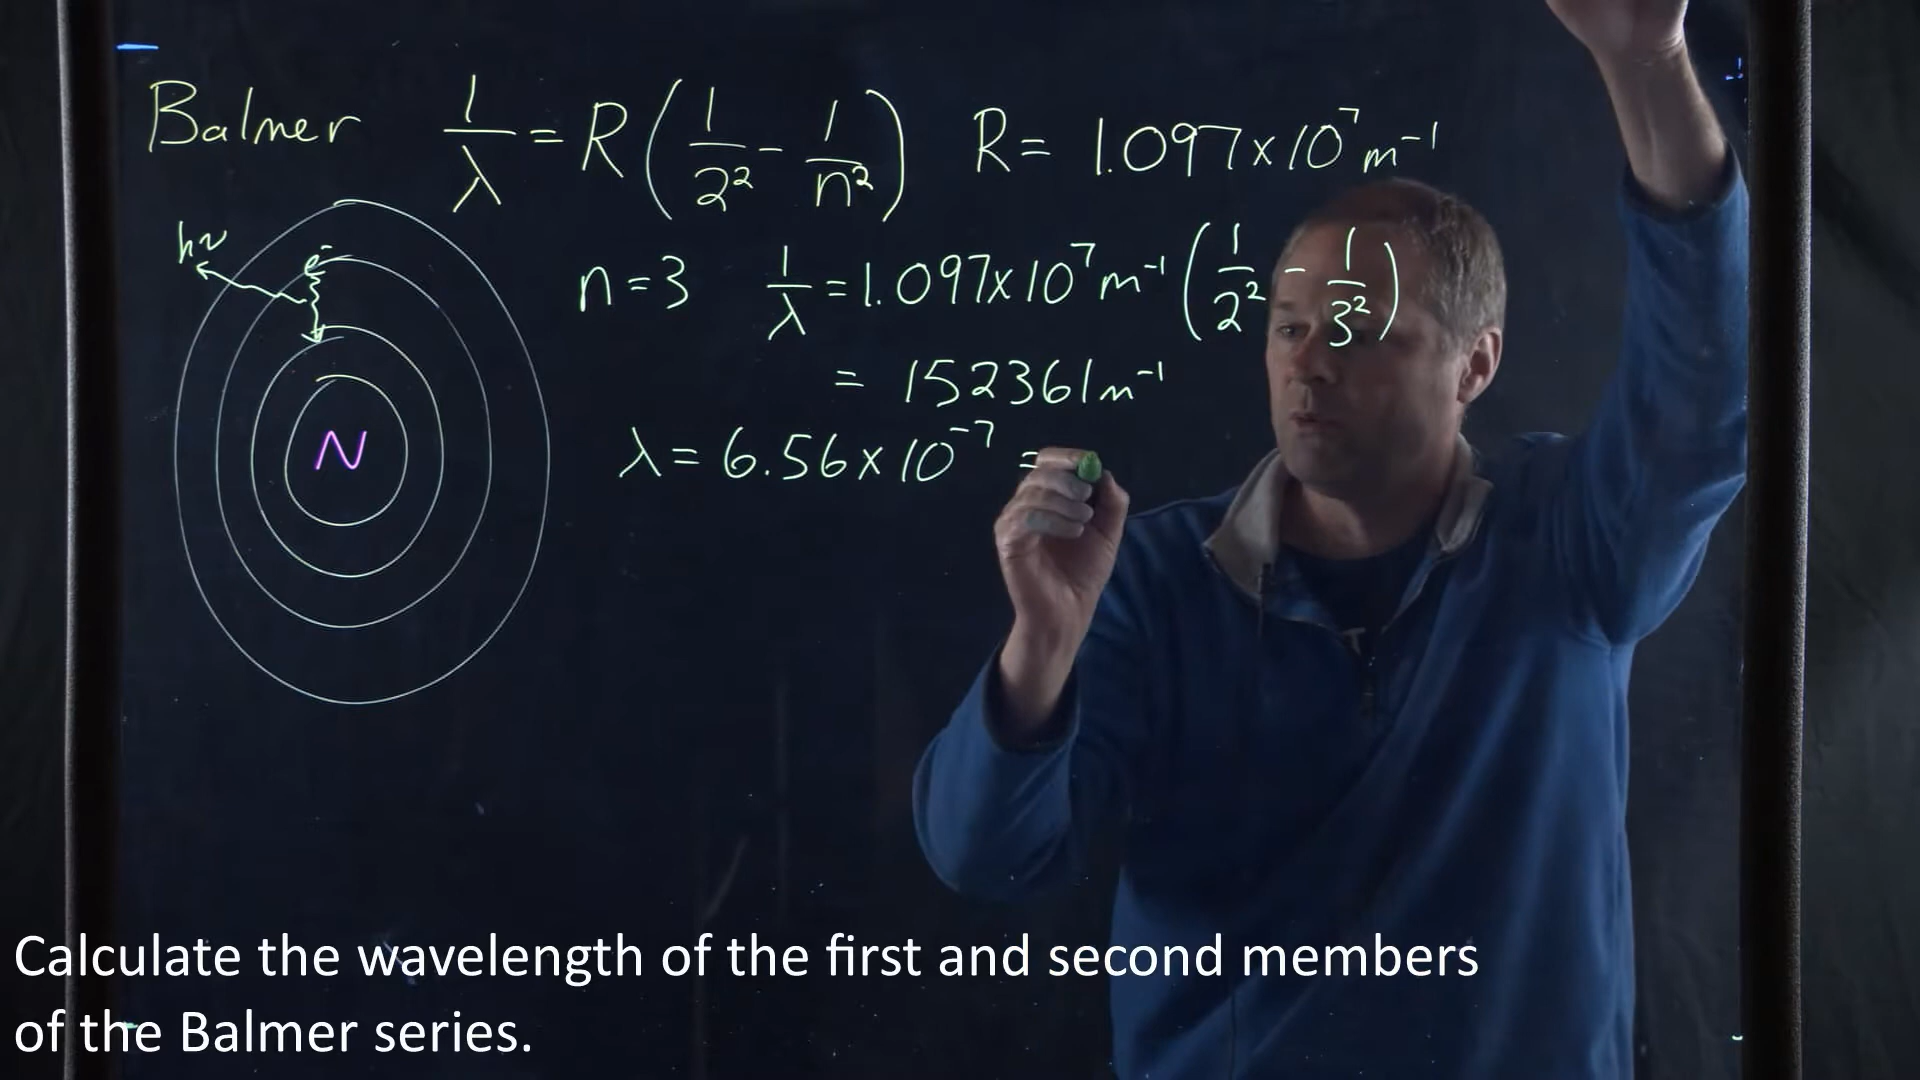 Balmer 1/λ = R(1/2² - 1/n²) R = 1.097x10⁷m⁻¹
hν
e⁻
n=3 1/λ = 1.097x10⁷m⁻¹(1/2² - 1/3²)
= 152361m⁻¹
N
λ = 6.56x10⁻⁷ =
Calculate the wavelength of the first and second members
of the Balmer series.